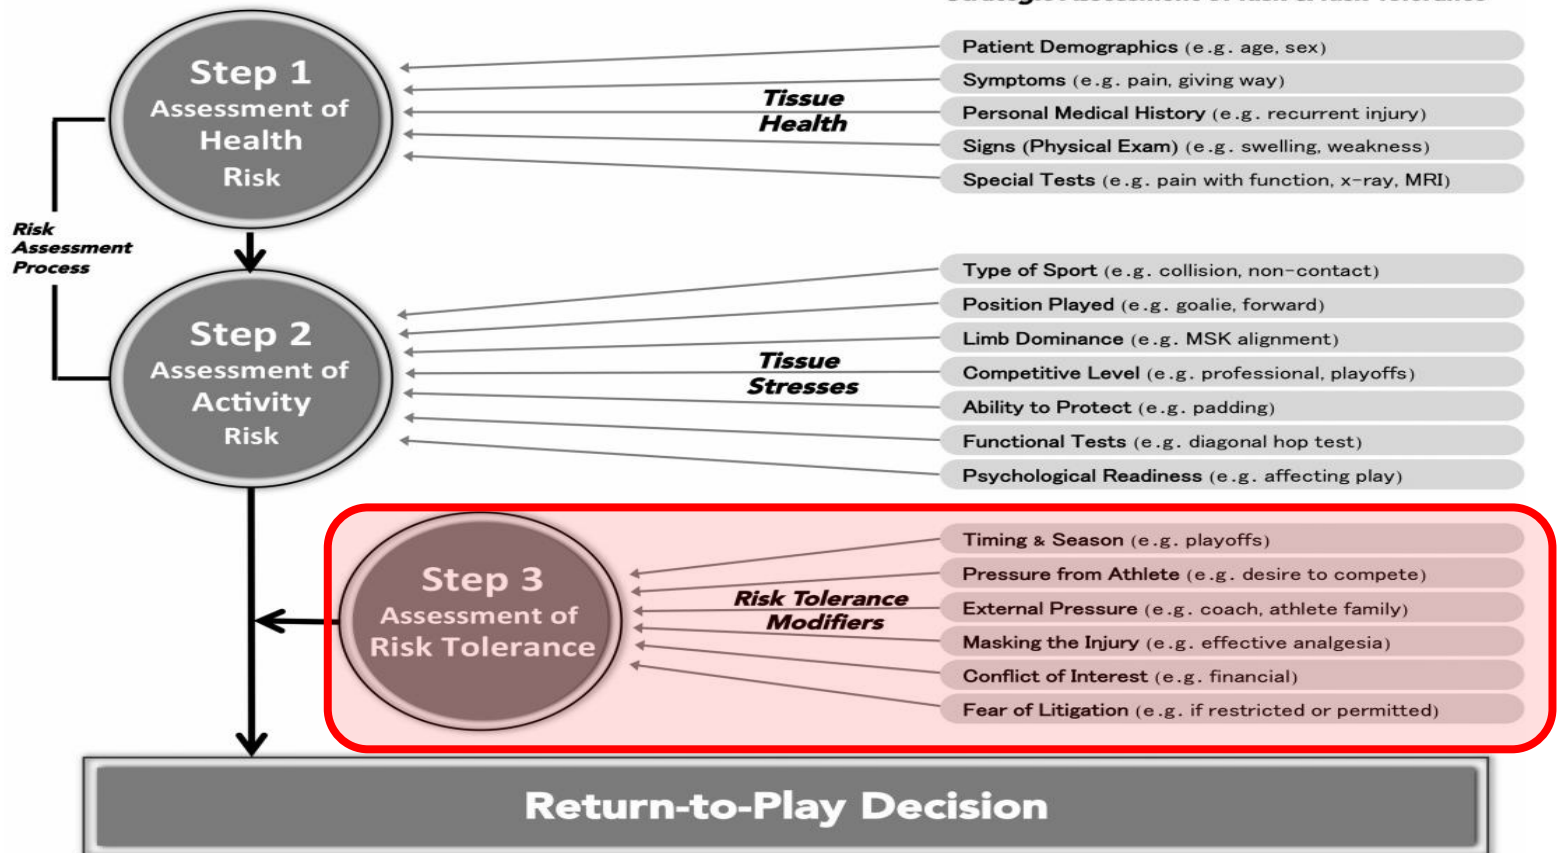 Step 1
Assessment of
Health
Risk
Tissue
Health
Patient Demographics (e.g. age, sex)
Symptoms (e.g. pain, giving way)
Personal Medical History (e.g. recurrent injury)
Signs (Physical Exam) (e.g. swelling, weakness)
Special Tests (e.g. pain with function, x-ray, MRI)
Risk
Assessment
Process
Step 2
Assessment of
Activity
Risk
Tissue
Stresses
Type of Sport (e.g. collision, non-contact)
Position Played (e.g. goalie, forward)
Limb Dominance (e.g. MSK alignment)
Competitive Level (e.g. professional, playoffs)
Ability to Protect (e.g. padding)
Functional Tests (e.g. diagonal hop test)
Psychological Readiness (e.g. affecting play)
Step 3
Assessment of
Risk Tolerance
Risk Tolerance
Modifiers
Timing & Season (e.g. playoffs)
Pressure from Athlete (e.g. desire to compete)
External Pressure (e.g. coach, athlete family)
Masking the Injury (e.g. effective analgesia)
Conflict of Interest (e.g. financial)
Fear of Litigation (e.g. if restricted or permitted)
Return-to-Play Decision